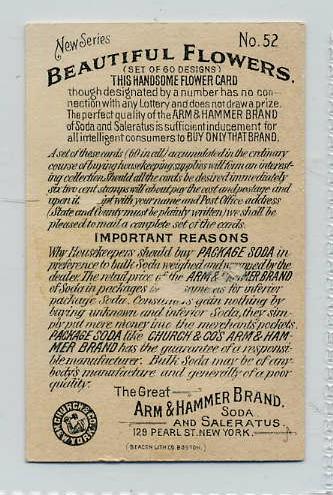 New Series
No. 52
BEAUTIFUL FLOWERS.
(SET OF 60 DESIGNS)
THIS HANDSOME FLOWER CARD
though designated by a number has no con-
nection with any Lottery and does not draw a prize.
The perfect quality of the ARM & HAMMER BRAND
of Soda and Saleratus is sufficient inducement for
all intelligent consumers to BUY ONLY THAT BRAND.
A set of these cards (60 in all) accumulated in the ordinary
course of buying housekeeping supplies will form an interest-
ing collection. Should all the cards be desired immediately
six two cent stamps will about pay the cost and postage and
upon pt with your name and Post Office address
(State and County must be plainly written) we shall be
pleased to mail a complete set of the cards.
IMPORTANT REASONS
Why Housekeepers should buy PACKAGE SODA in
preference to bulk Soda weighed and by the
dealer. The retail price of the ARM & HAMMER BRAND
of Soda in packages is same as for inferior
package Soda. Consumers gain nothing by
buying unknown and inferior Soda, they sim-
ply put more money into the merchants' pockets.
PACKAGE SODA like CHURCH & CO'S ARM & HAM-
MER BRAND has the guarantee of a responsi-
ble manufacturer. Bulk Soda may be of any-
body's manufacture and generally of a poor
quality.
The Great
ARM & HAMMER BRAND.
SODA
AND SALERATUS.
129 PEARL ST. NEW YORK.
(BEACON LITH CO. BOSTON.)
CHURCH & CO.
NEW YORK